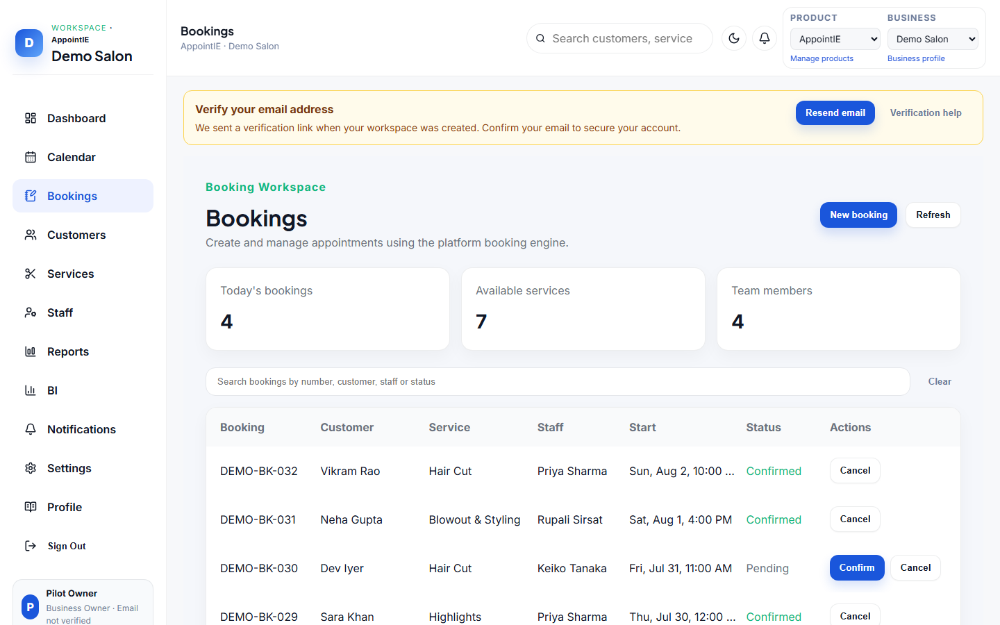 D
WORKSPACE ·
AppointIE
Demo Salon
Dashboard
Calendar
Bookings
Customers
Services
Staff
Reports
BI
Notifications
Settings
Profile
Sign Out
P
Pilot Owner
Business Owner · Email
not verified
Bookings
AppointIE · Demo Salon
Search customers, service
PRODUCT
AppointIE
Manage products
BUSINESS
Demo Salon
Business profile
Verify your email address
We sent a verification link when your workspace was created. Confirm your email to secure your account.
Resend email
Verification help
Booking Workspace
Bookings
Create and manage appointments using the platform booking engine.
New booking
Refresh
Today's bookings
4
Available services
7
Team members
4
Search bookings by number, customer, staff or status
Clear
Booking Customer Service Staff Start Status Actions
DEMO-BK-032 Vikram Rao Hair Cut Priya Sharma Sun, Aug 2, 10:00 ... Confirmed Cancel
DEMO-BK-031 Neha Gupta Blowout & Styling Rupali Sirsat Sat, Aug 1, 4:00 PM Confirmed Cancel
DEMO-BK-030 Dev Iyer Hair Cut Keiko Tanaka Fri, Jul 31, 11:00 AM Pending Confirm Cancel
DEMO-BK-029 Sara Khan Highlights Priya Sharma Thu, Jul 30, 12:00 ... Confirmed Cancel